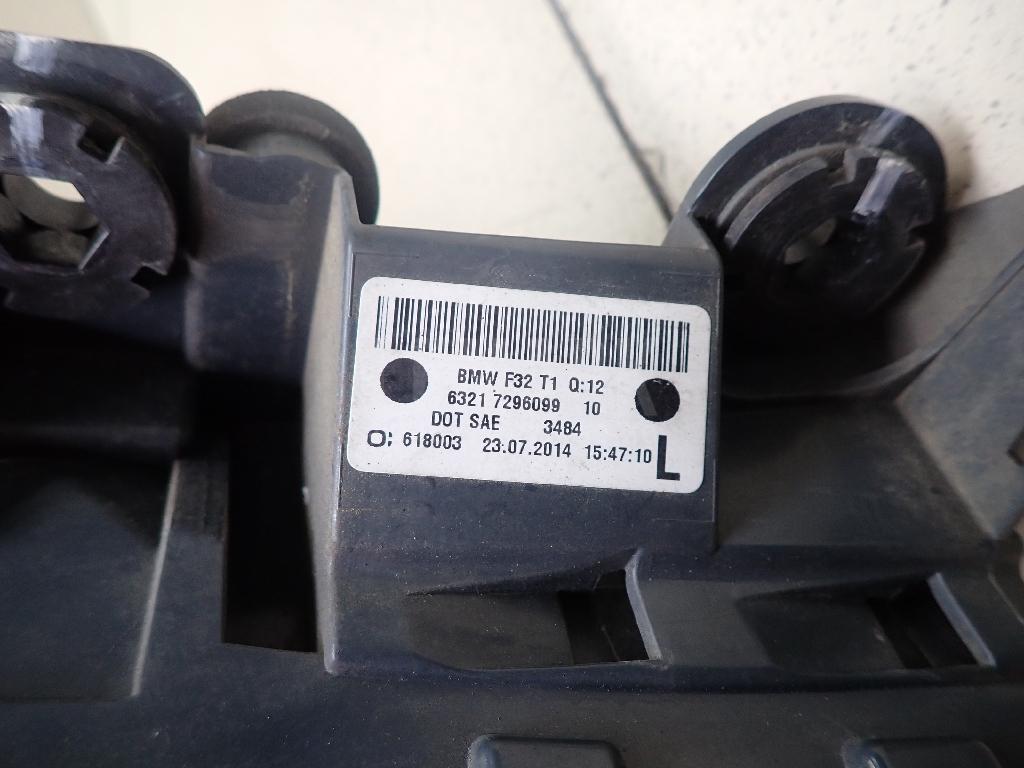 BMW F32 T1 Q:12
6321 7296099 10
DOT SAE 3484
O: 618003 23.07.2014 15:47:10 L